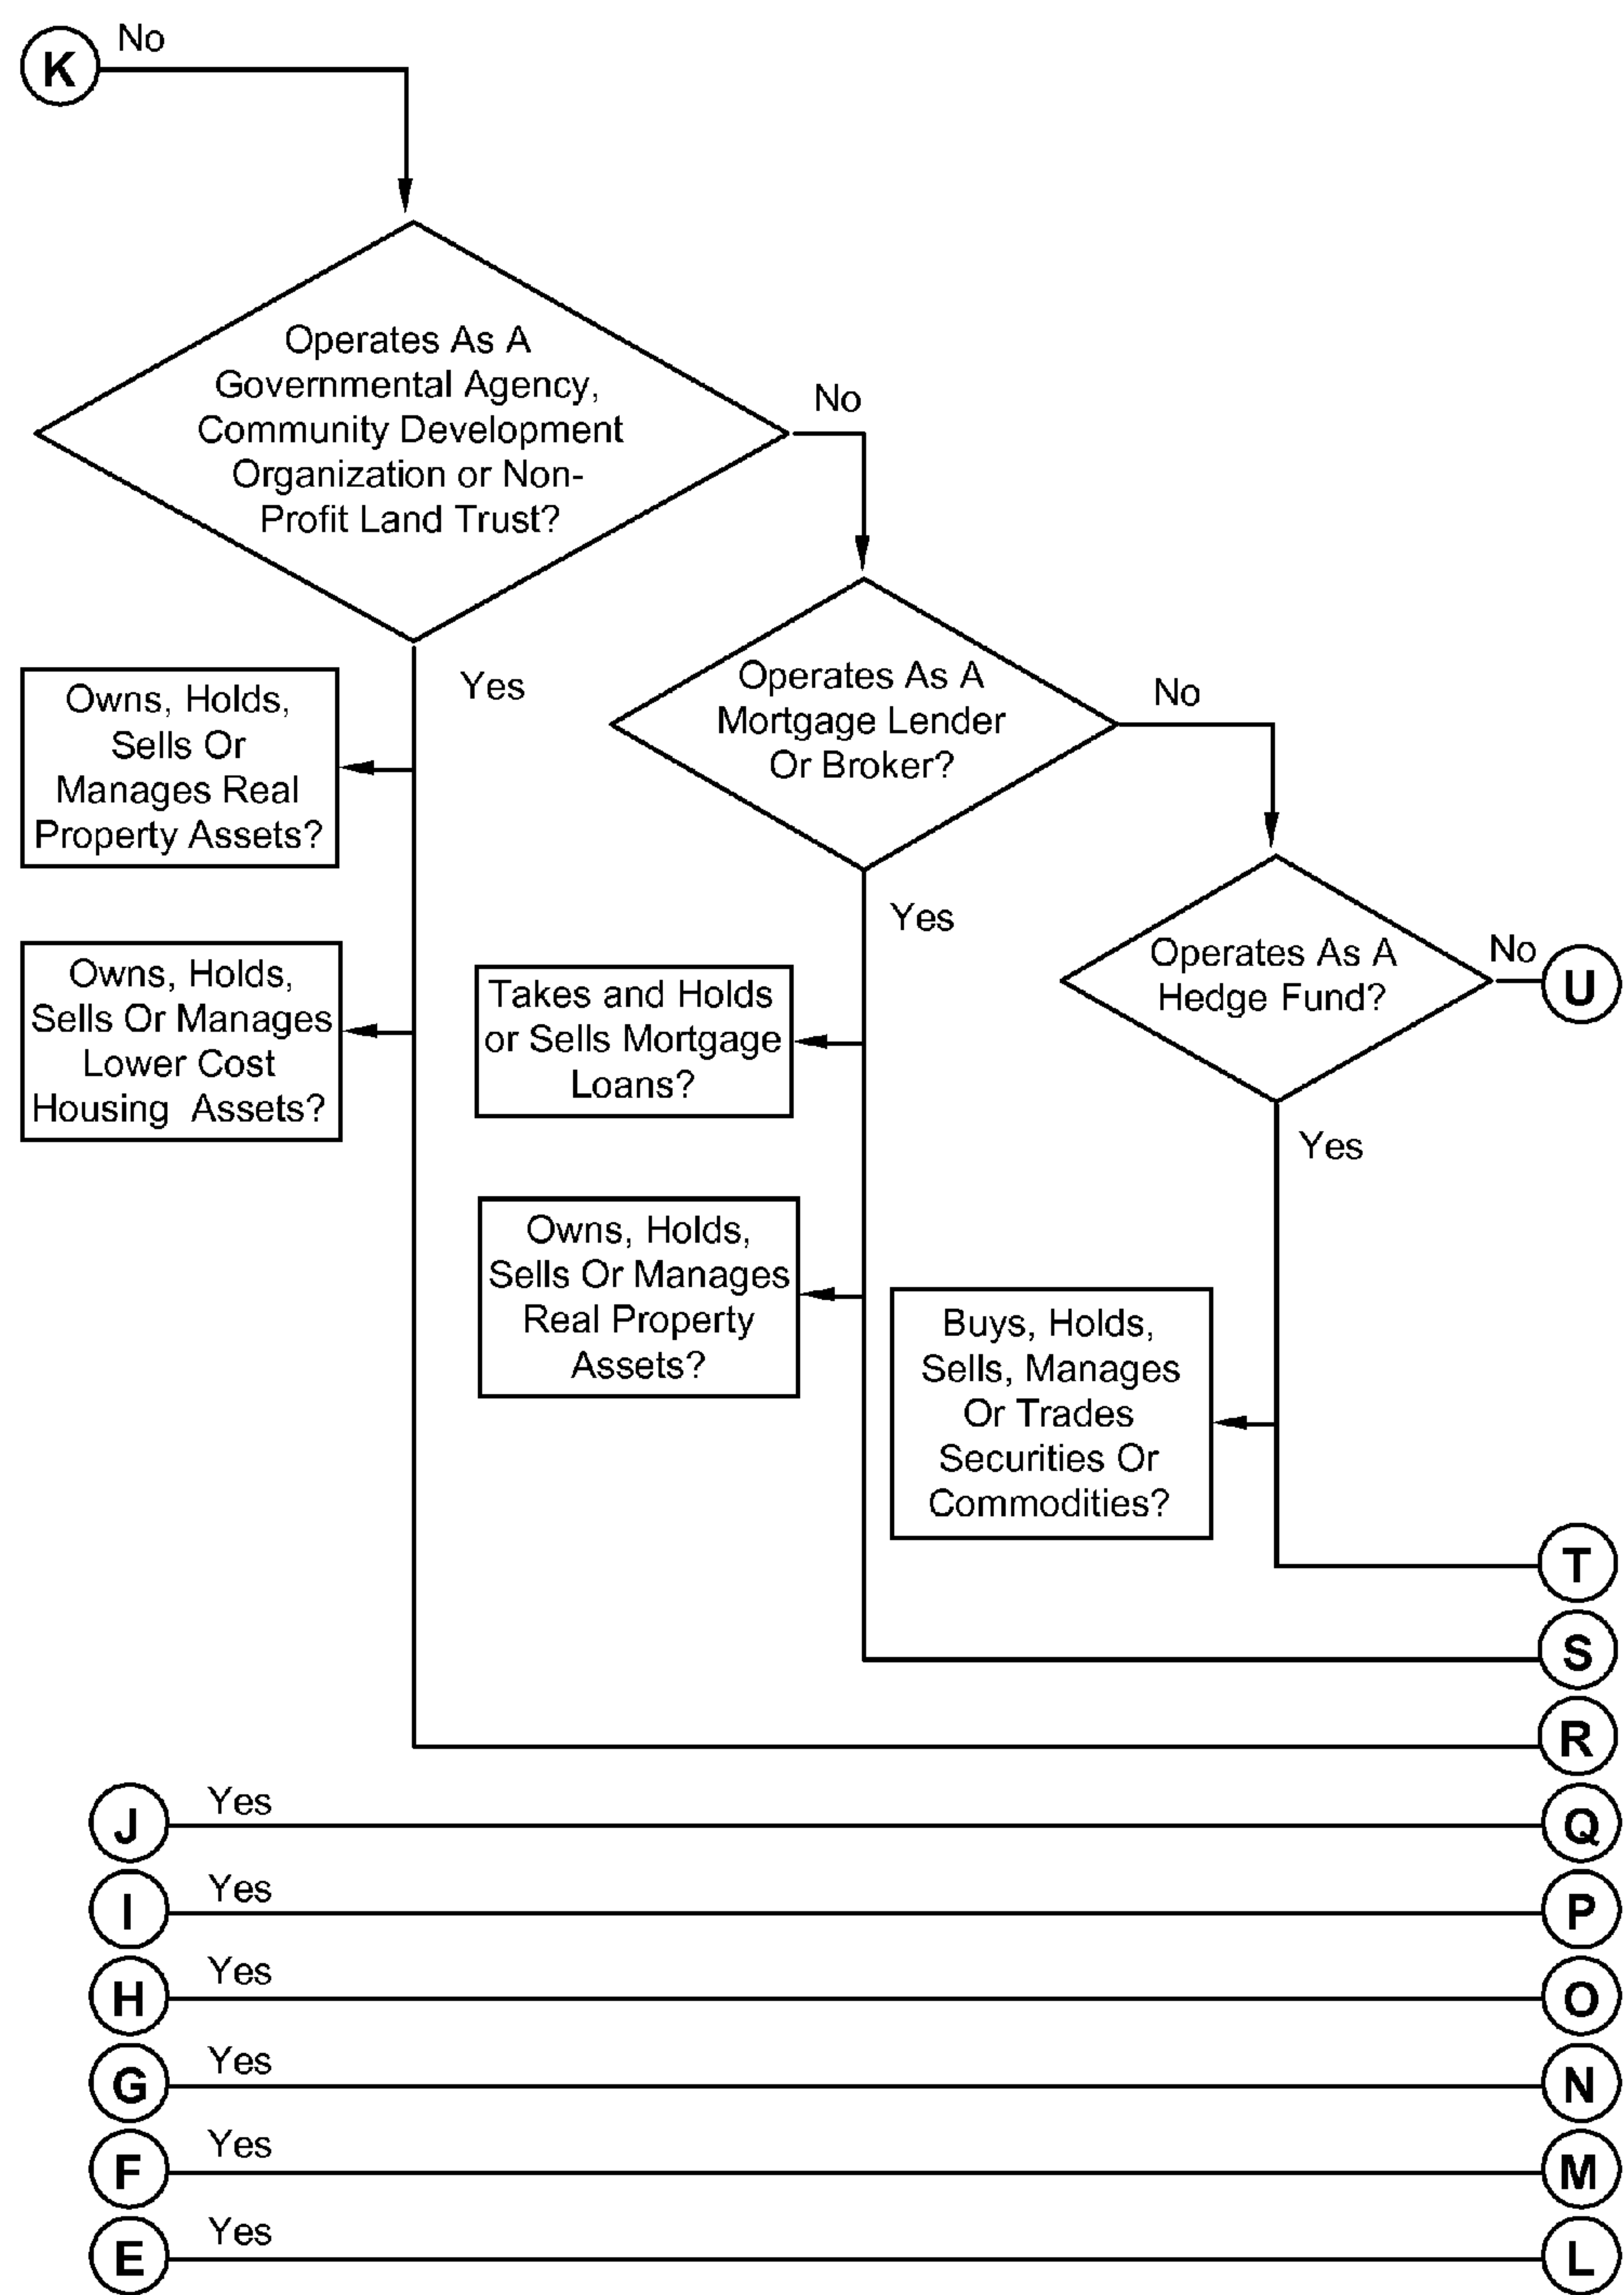 K
No
Operates As A
Governmental Agency,
Community Development
Organization or Non-
Profit Land Trust?
No
Yes
Owns, Holds,
Sells Or
Manages Real
Property Assets?
Owns, Holds,
Sells Or Manages
Lower Cost
Housing Assets?
Operates As A
Mortgage Lender
Or Broker?
No
Yes
Takes and Holds
or Sells Mortgage
Loans?
Owns, Holds,
Sells Or Manages
Real Property
Assets?
Operates As A
Hedge Fund?
No
U
Yes
Buys, Holds,
Sells, Manages
Or Trades
Securities Or
Commodities?
T
S
R
J Yes Q
I Yes P
H Yes O
G Yes N
F Yes M
E Yes L